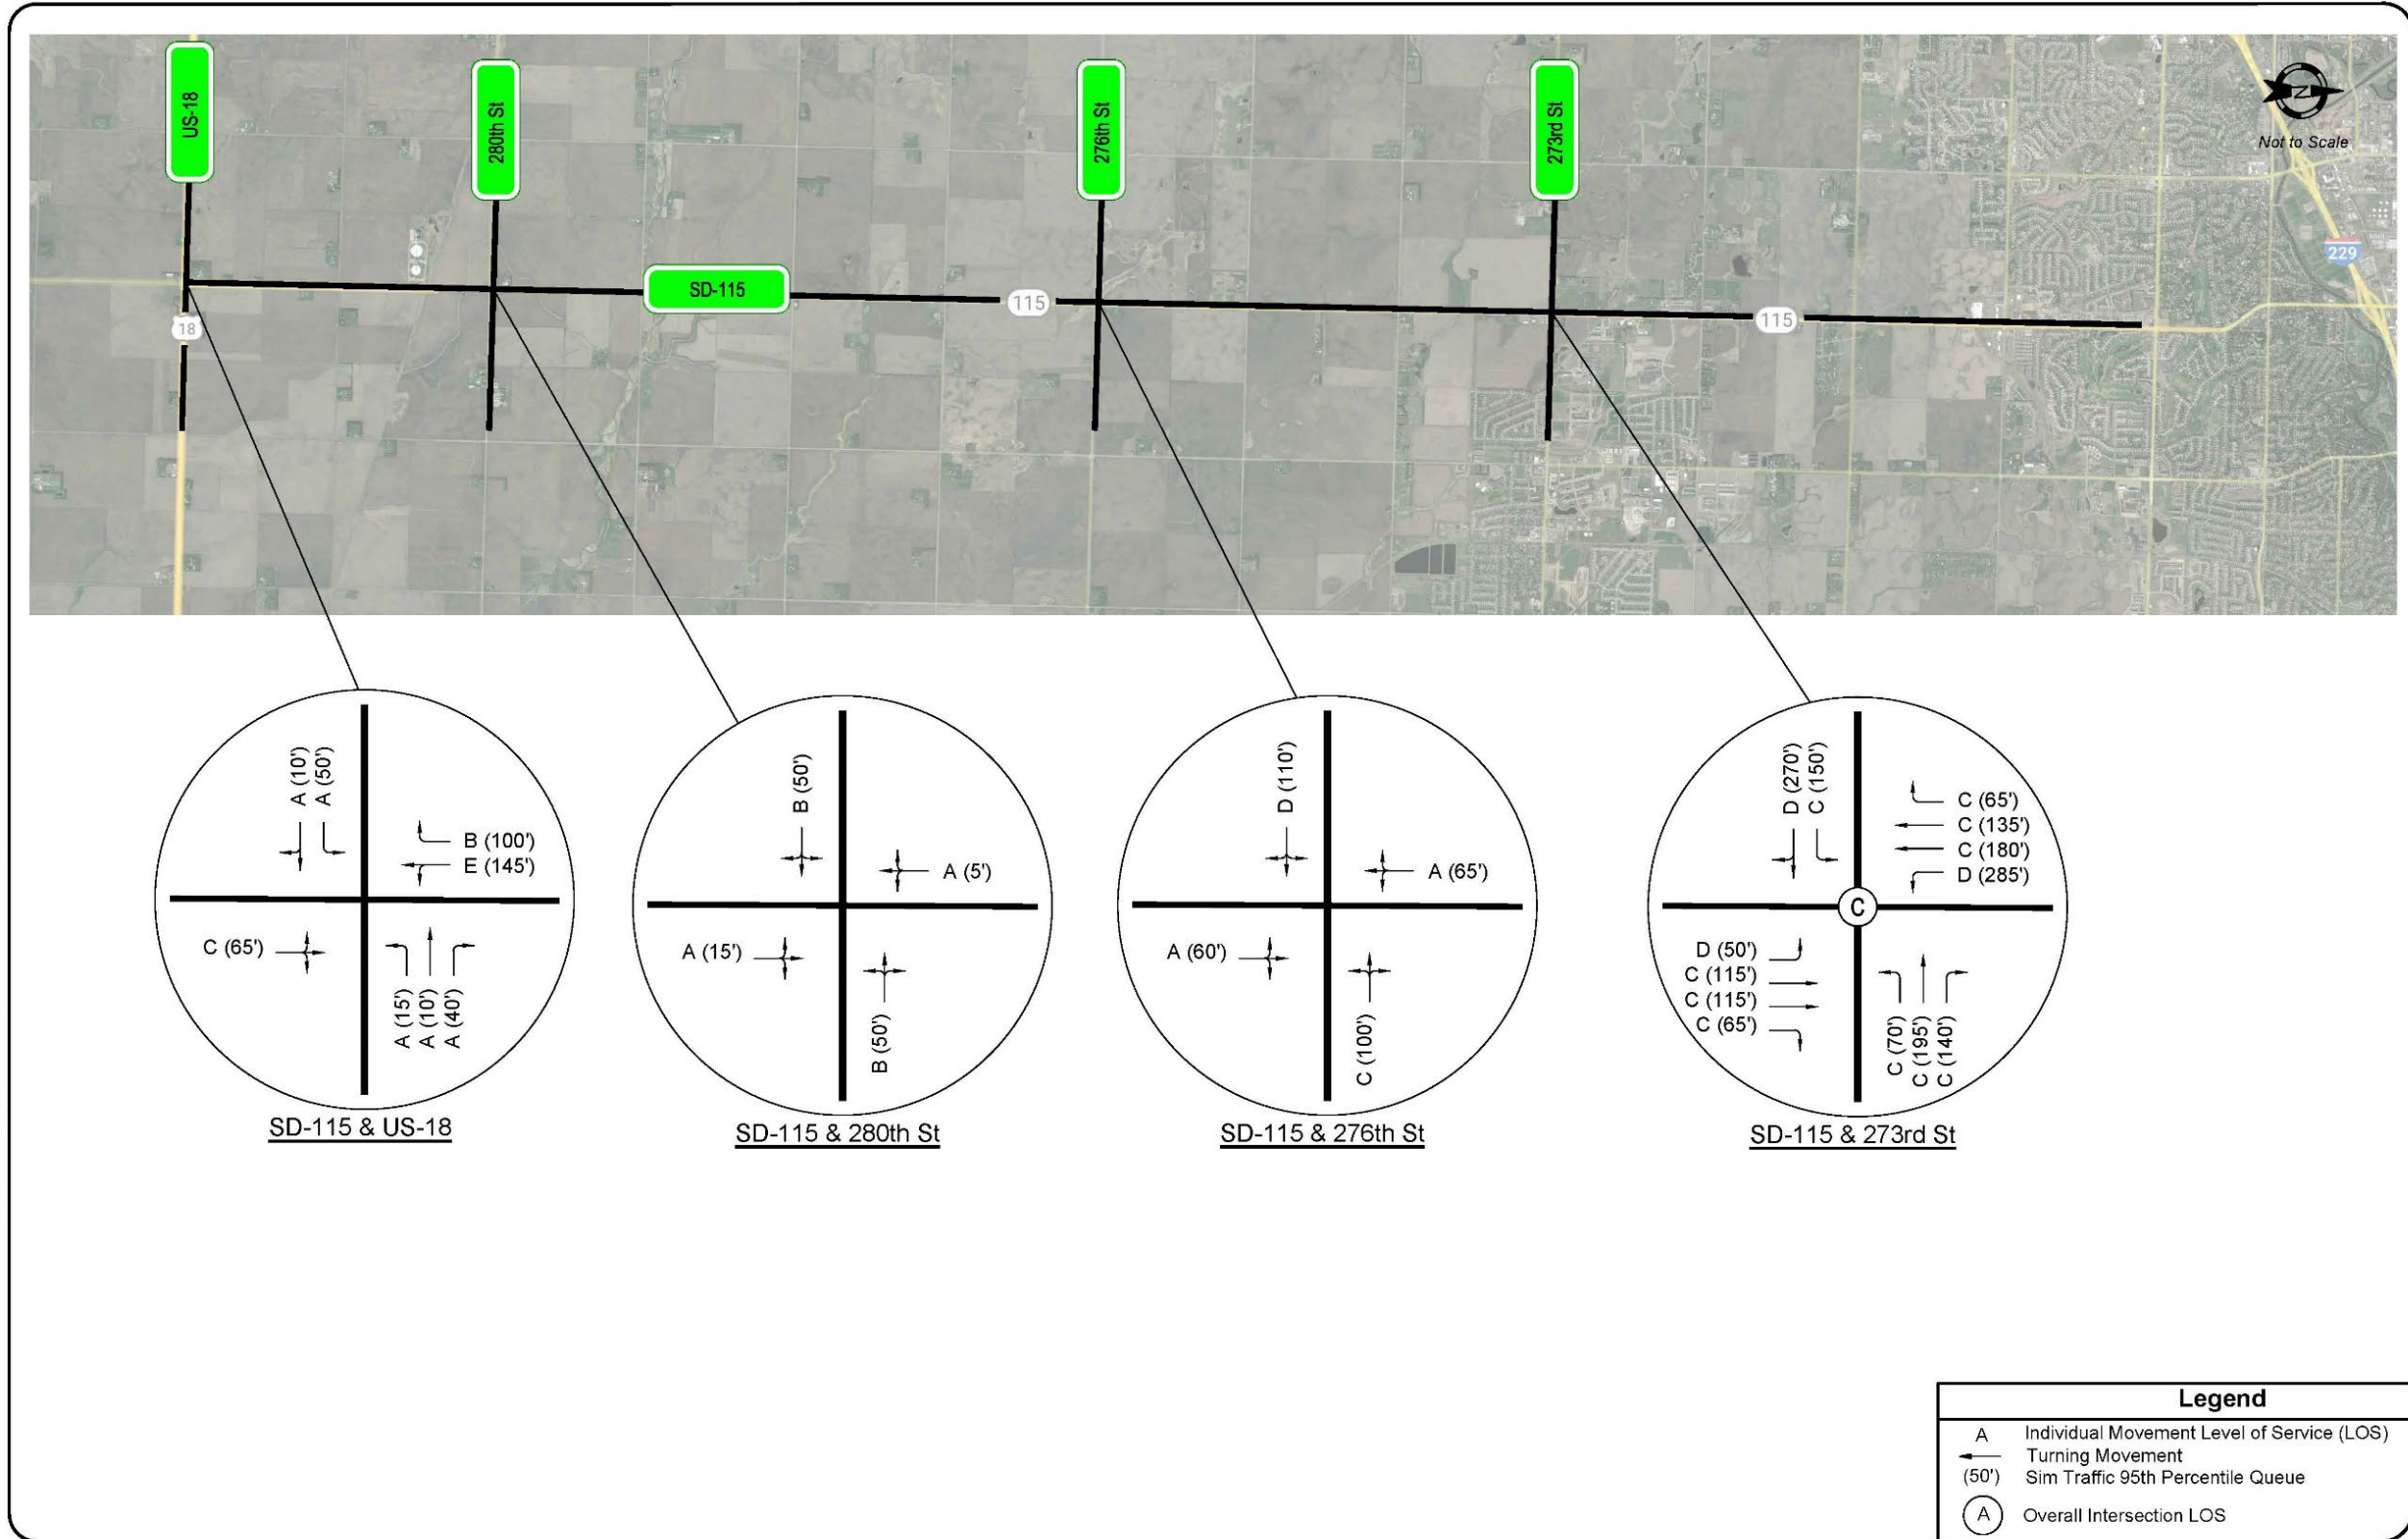 US-18
280th St
276th St
273rd St
N
Not to Scale
229
SD-115
115
115
18
A (10')
A (50')
B (100')
E (145')
C (65')
A (15')
A (10')
A (40')
SD-115 & US-18
B (50')
A (5')
A (15')
B (50')
SD-115 & 280th St
D (110')
A (65')
A (60')
C (100')
SD-115 & 276th St
D (270')
C (150')
C (65')
C (135')
C (180')
D (285')
C
D (50')
C (115')
C (115')
C (65')
C (70')
C (195')
C (140')
SD-115 & 273rd St
Legend
A Individual Movement Level of Service (LOS)
Turning Movement
(50') Sim Traffic 95th Percentile Queue
A Overall Intersection LOS